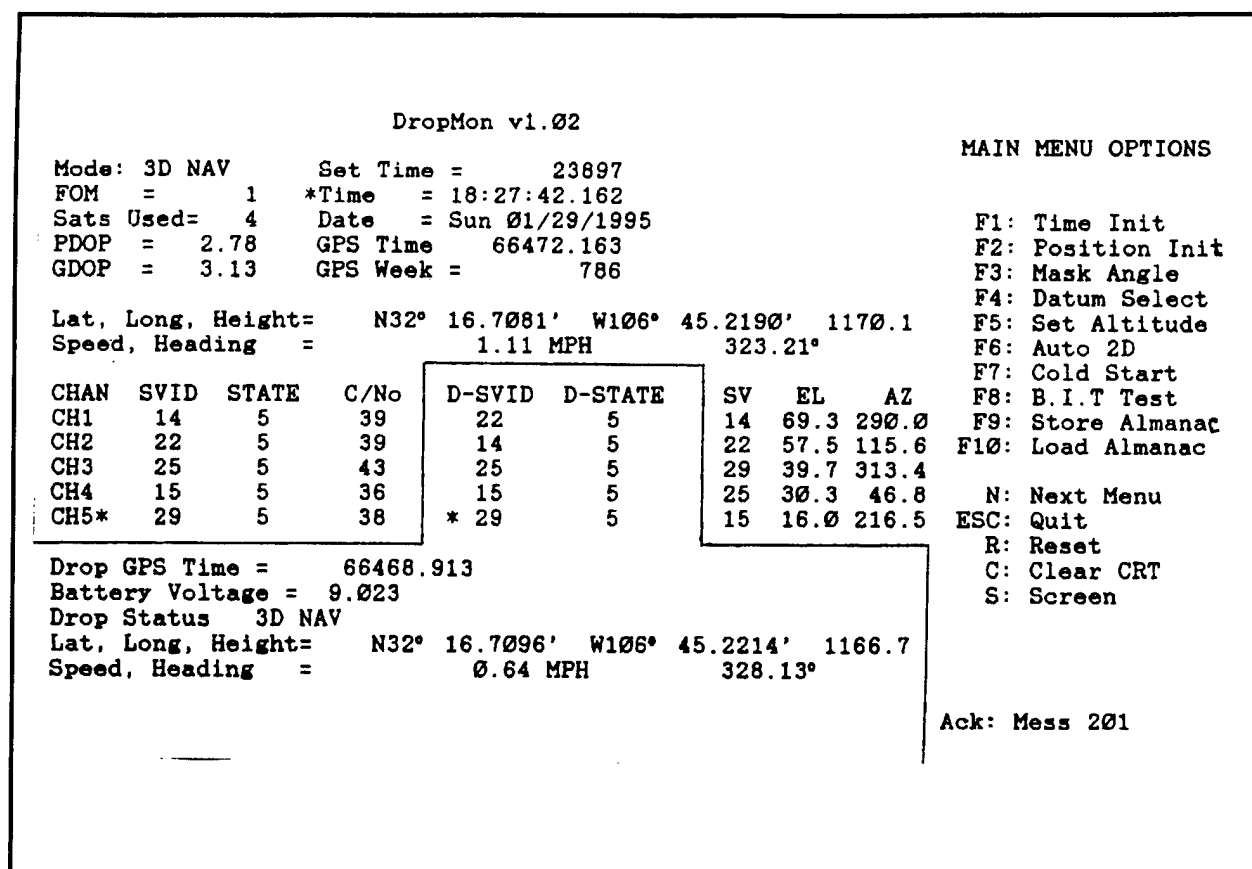 DropMon v1.02
MAIN MENU OPTIONS
Mode: 3D NAV Set Time = 23897
FOM = 1 *Time = 18:27:42.162
Sats Used= 4 Date = Sun 01/29/1995
PDOP = 2.78 GPS Time 66472.163
GDOP = 3.13 GPS Week = 786
Lat, Long, Height= N32° 16.7081' W106° 45.2190' 1170.1
Speed, Heading = 1.11 MPH 323.21°
CHAN SVID STATE C/No D-SVID D-STATE SV EL AZ
CH1 14 5 39 22 5 14 69.3 290.0
CH2 22 5 39 14 5 22 57.5 115.6
CH3 25 5 43 25 5 29 39.7 313.4
CH4 15 5 36 15 5 25 30.3 46.8
CH5* 29 5 38 * 29 5 15 16.0 216.5
Drop GPS Time = 66468.913
Battery Voltage = 9.023
Drop Status 3D NAV
Lat, Long, Height= N32° 16.7096' W106° 45.2214' 1166.7
Speed, Heading = 0.64 MPH 328.13°
F1: Time Init
F2: Position Init
F3: Mask Angle
F4: Datum Select
F5: Set Altitude
F6: Auto 2D
F7: Cold Start
F8: B.I.T Test
F9: Store Almanac
F10: Load Almanac
N: Next Menu
ESC: Quit
R: Reset
C: Clear CRT
S: Screen
Ack: Mess 201